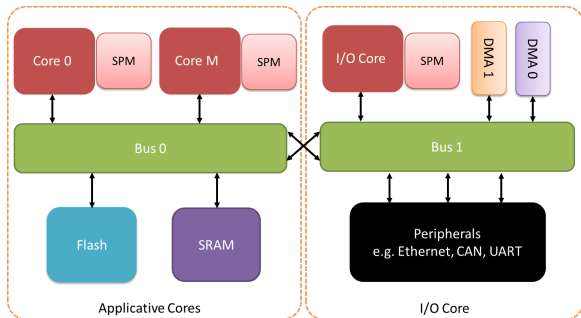 Core 0
SPM
Core M
SPM
I/O Core
SPM
DMA 1
DMA 0
Bus 0
Bus 1
Flash
SRAM
Peripherals
e.g. Ethernet, CAN, UART
Applicative Cores
I/O Core